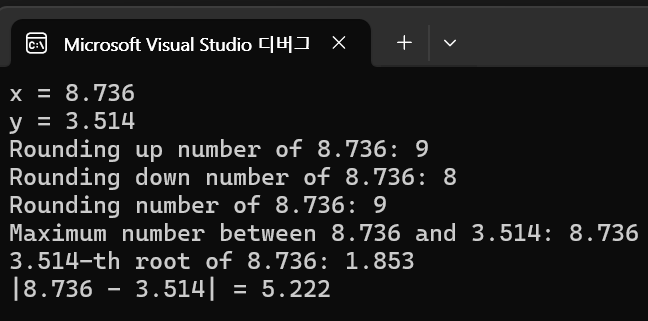 Microsoft Visual Studio 디버그
x = 8.736
y = 3.514
Rounding up number of 8.736: 9
Rounding down number of 8.736: 8
Rounding number of 8.736: 9
Maximum number between 8.736 and 3.514: 8.736
3.514-th root of 8.736: 1.853
|8.736 - 3.514| = 5.222